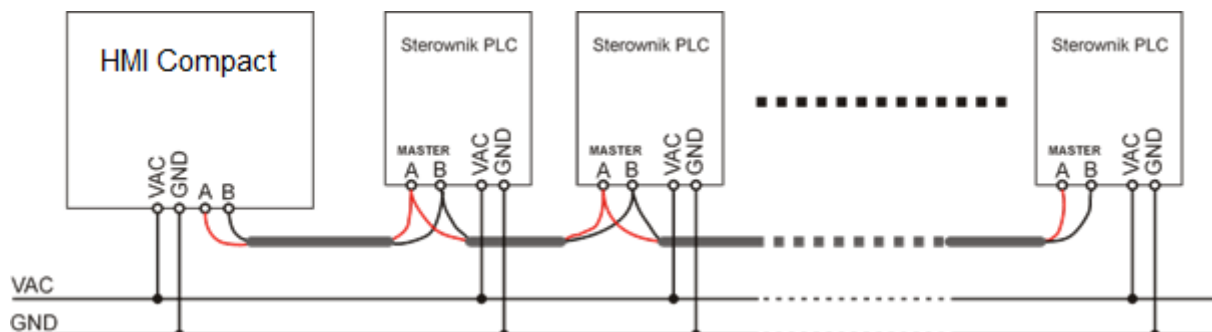 HMI Compact
VAC
GND
A
B
Sterownik PLC
MASTER
A
B
VAC
GND
Sterownik PLC
MASTER
A
B
VAC
GND
Sterownik PLC
MASTER
A
B
VAC
GND
VAC
GND